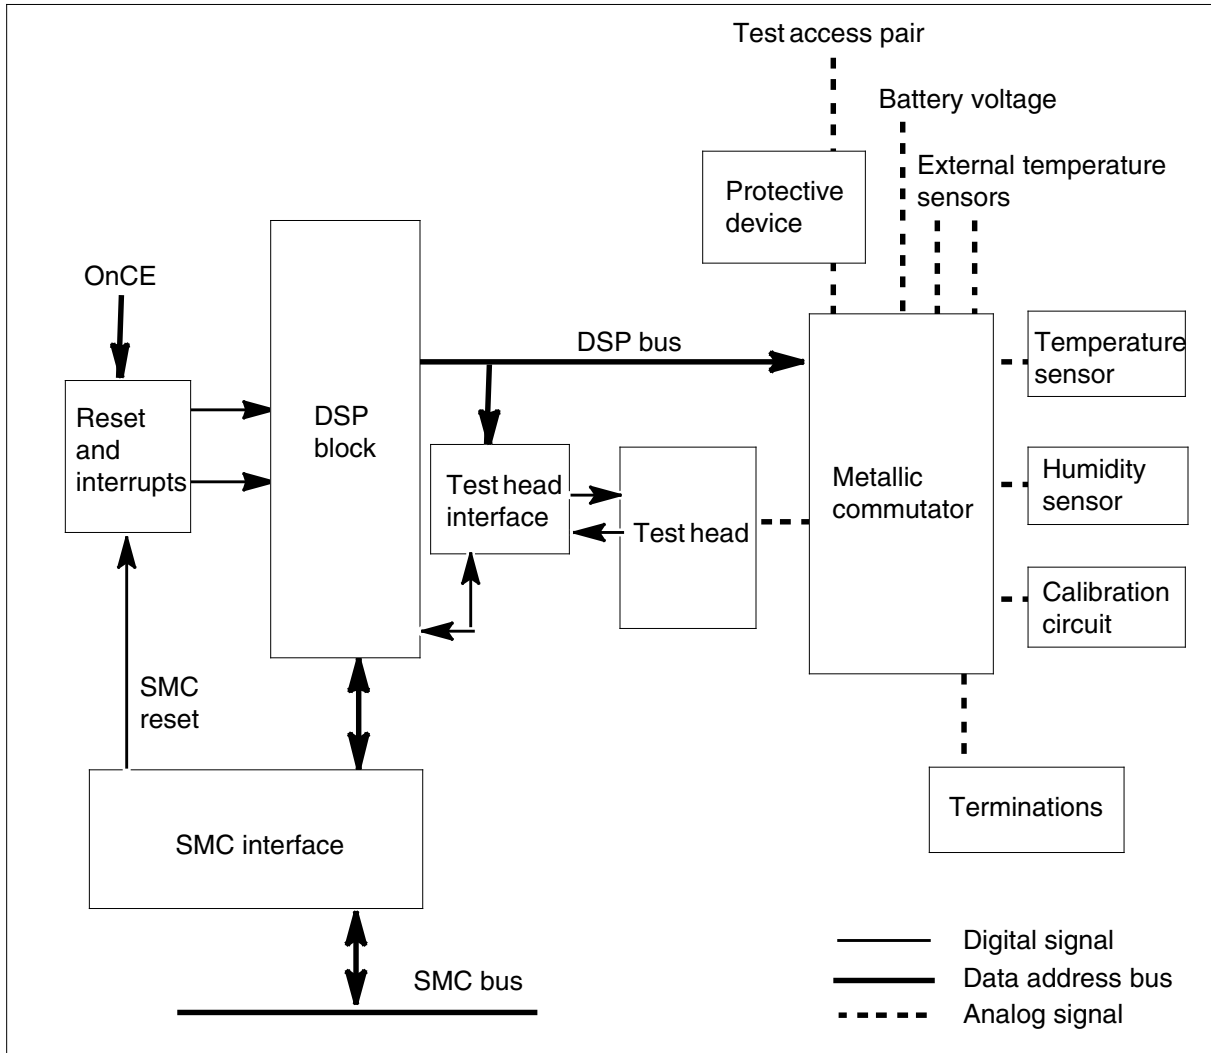 Test access pair
Battery voltage
External temperature
sensors
Protective
device
OnCE
DSP bus
Temperature
sensor
Reset
and
interrupts
DSP
block
Test head
interface
Test head
Metallic
commutator
Humidity
sensor
Calibration
circuit
SMC
reset
Terminations
SMC interface
SMC bus
Digital signal
Data address bus
Analog signal